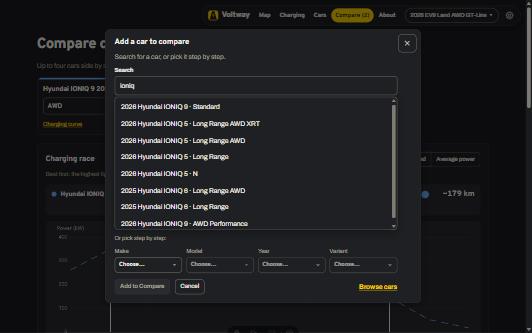 Voltway
Map
Charging
Cars
Compare (2)
About
2026 EV9 Land AWD GT-Line
Compare
Up to four cars side by s
Hyundai IONIQ 9 20
AWD
Charging curve
Charging race
Average power
Hyundai IONIQ
~179 km
Power (kW)
400
300
Add a car to compare
Search for a car, or pick it step by step.
Search
ioniq
2026 Hyundai IONIQ 9 · Standard
2026 Hyundai IONIQ 5 · Long Range AWD XRT
2026 Hyundai IONIQ 5 · Long Range AWD
2026 Hyundai IONIQ 5 · Long Range
2026 Hyundai IONIQ 5 · N
2025 Hyundai IONIQ 6 · Long Range AWD
2025 Hyundai IONIQ 6 · Long Range
2026 Hyundai IONIQ 9 · AWD Performance
Or pick step by step:
Make
Model
Year
Variant
Choose...
Choose...
Choose...
Choose...
Add to Compare
Cancel
Browse cars